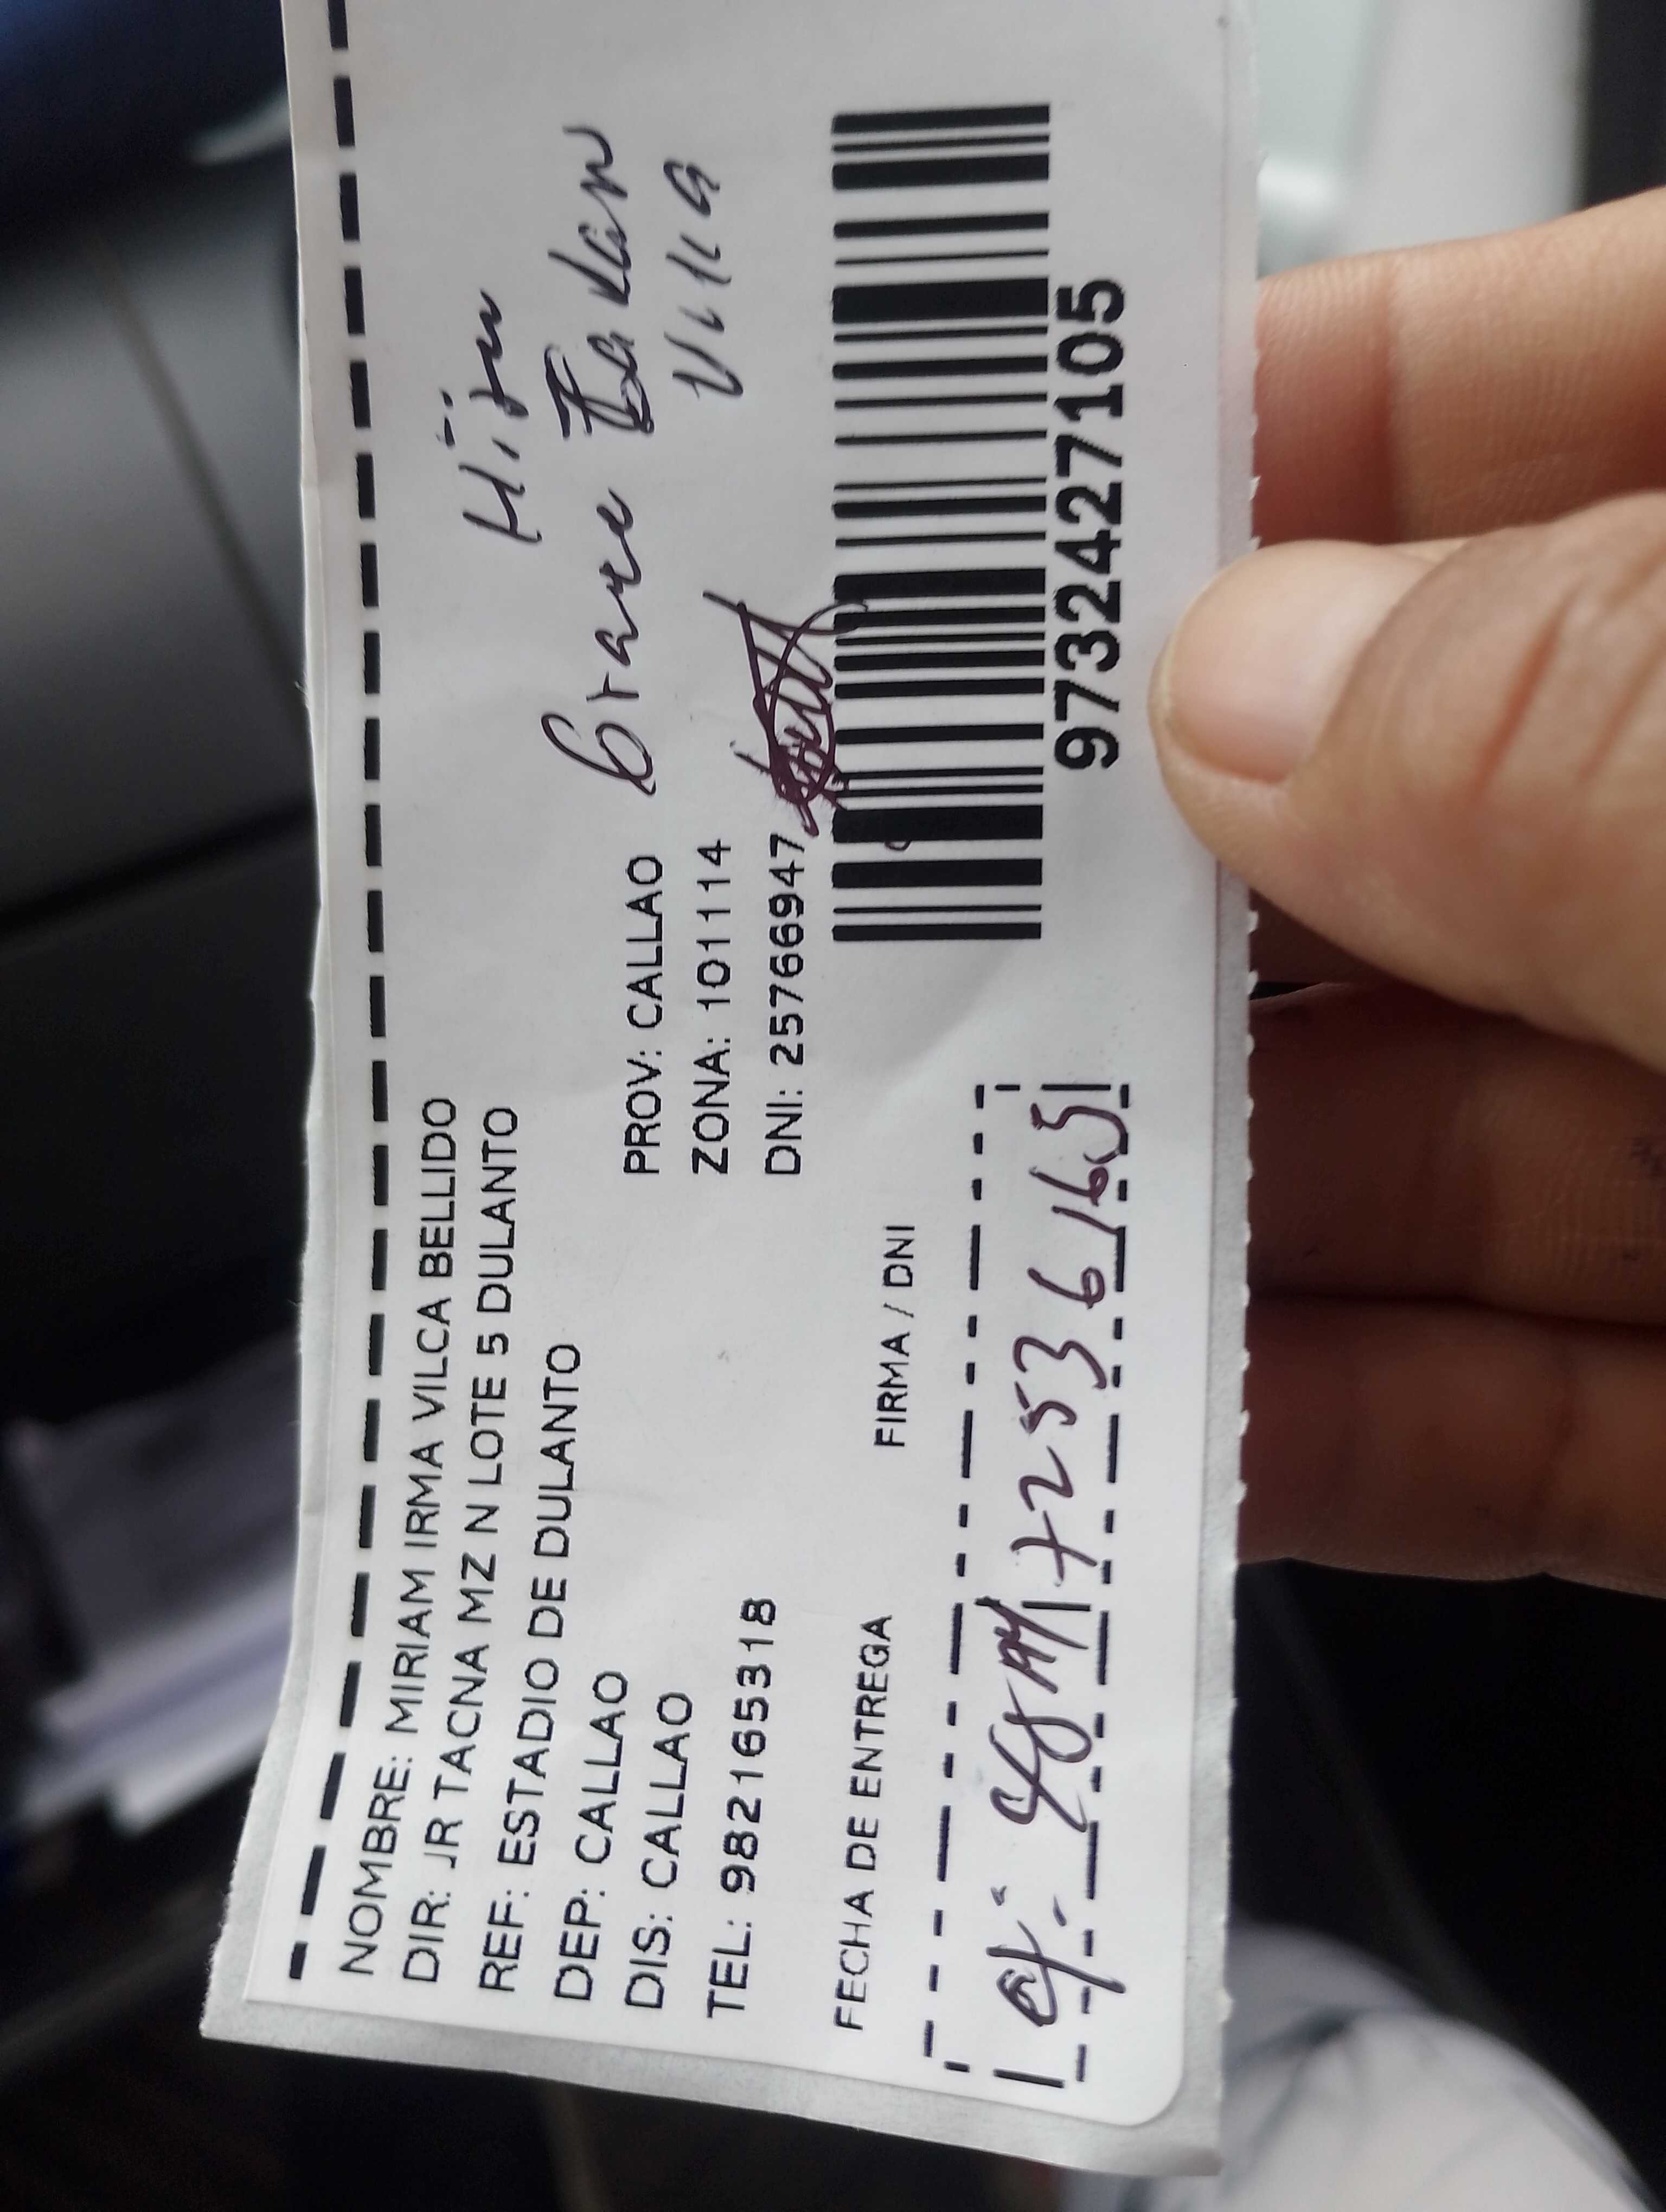 NOMBRE: MIRIAM IRMA VILCA BELLIDO
DIR: JR TACNA MZ N LOTE 5 DULANTO
REF: ESTADIO DE DULANTO
DEP: CALLAO PROV: CALLAO
DIS: CALLAO ZONA: 101114
TEL: 982165318 DNI: 25766947
Hijo
Vilca
FECHA DE ENTREGA FIRMA / DNI
9732427105